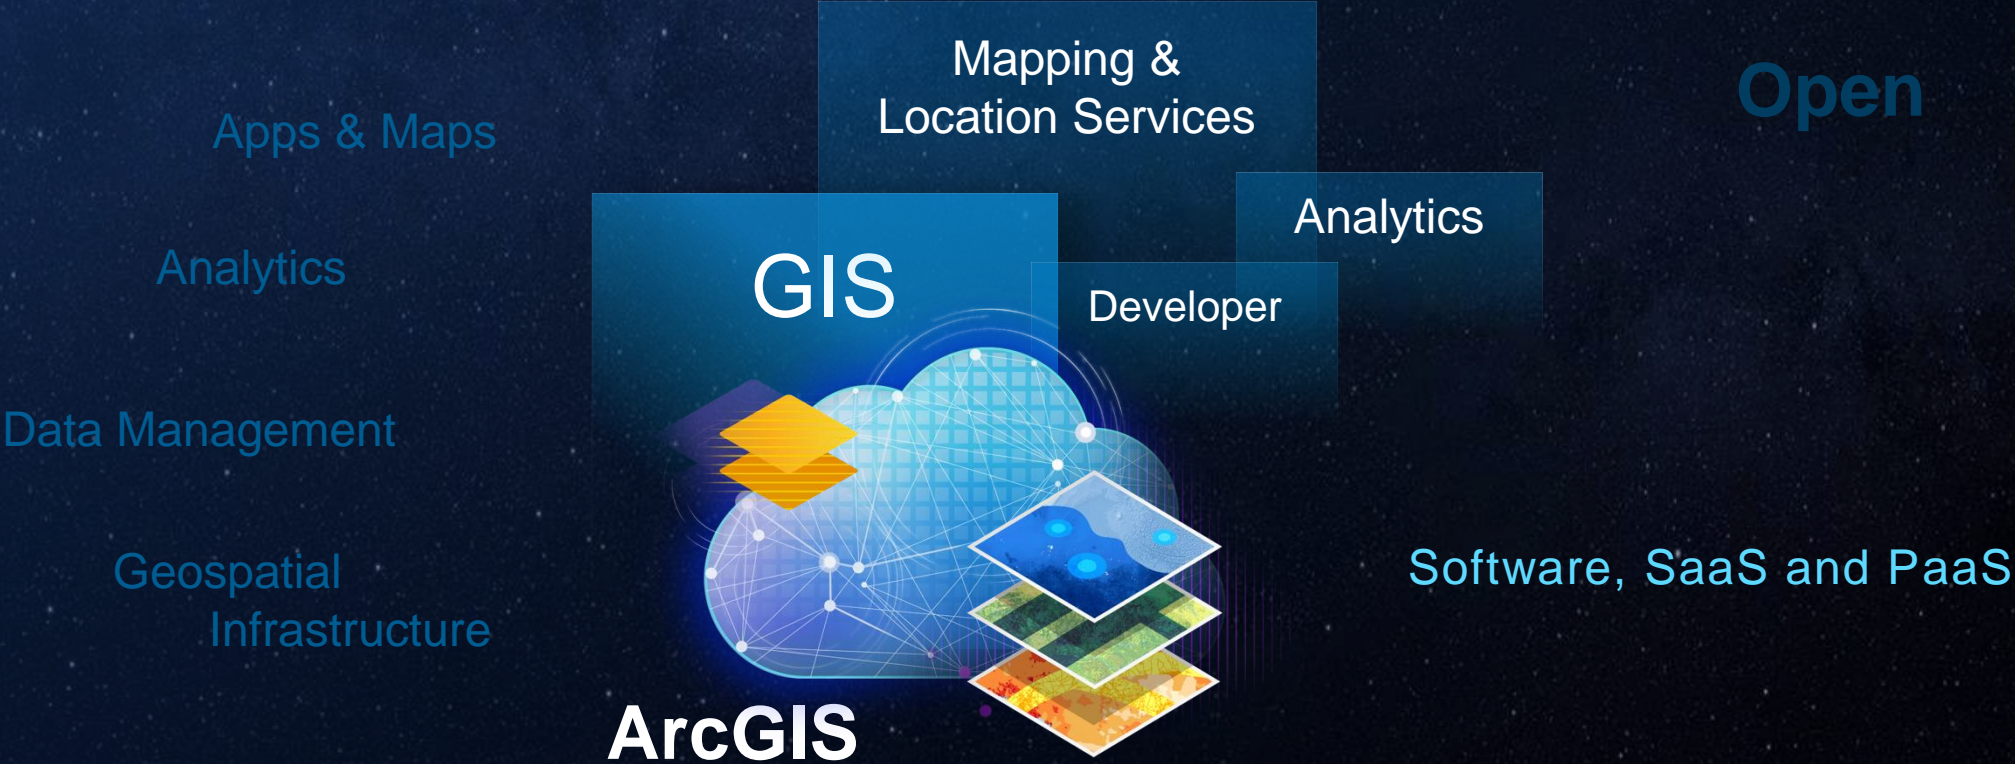 Mapping &
Location Services
Open
Apps & Maps
Analytics
GIS
Analytics
Developer
Data Management
Geospatial
Infrastructure
Software, SaaS and PaaS
ArcGIS